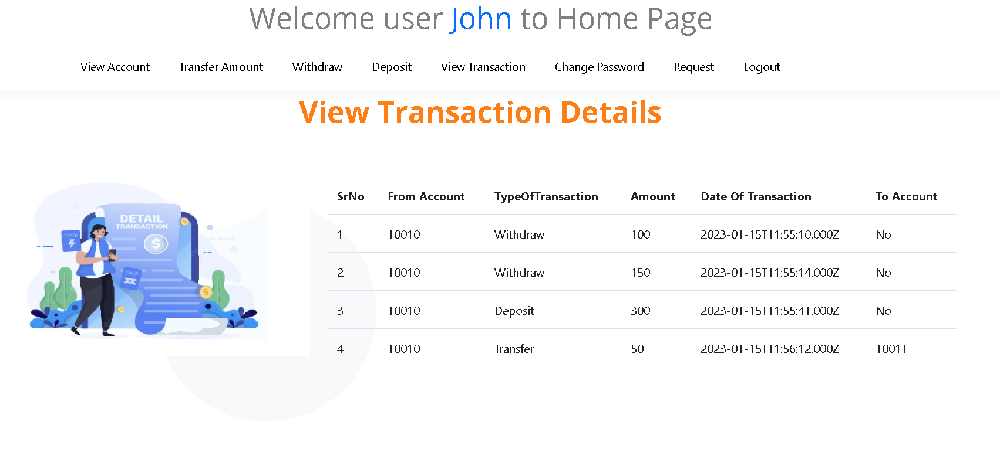 Welcome user John to Home Page
View Account Transfer Amount Withdraw Deposit View Transaction Change Password Request Logout
View Transaction Details
DETAIL
TRANSACTION
SrNo From Account TypeOfTransaction Amount Date Of Transaction To Account
1 10010 Withdraw 100 2023-01-15T11:55:10.000Z No
2 10010 Withdraw 150 2023-01-15T11:55:14.000Z No
3 10010 Deposit 300 2023-01-15T11:55:41.000Z No
4 10010 Transfer 50 2023-01-15T11:56:12.000Z 10011